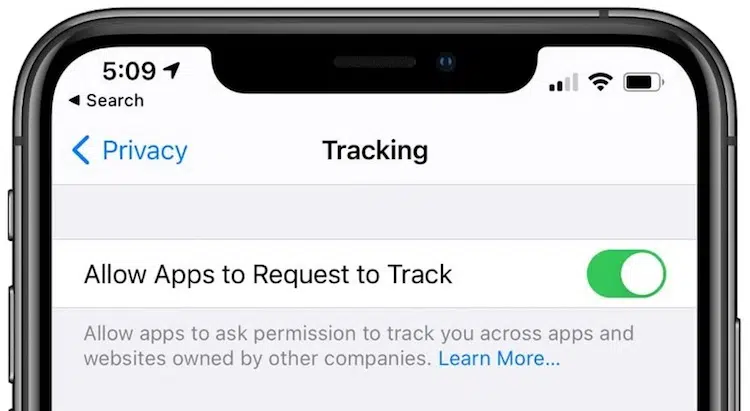 5:09
◀ Search
Privacy
Tracking
Allow Apps to Request to Track
Allow apps to ask permission to track you across apps and
websites owned by other companies. Learn More...